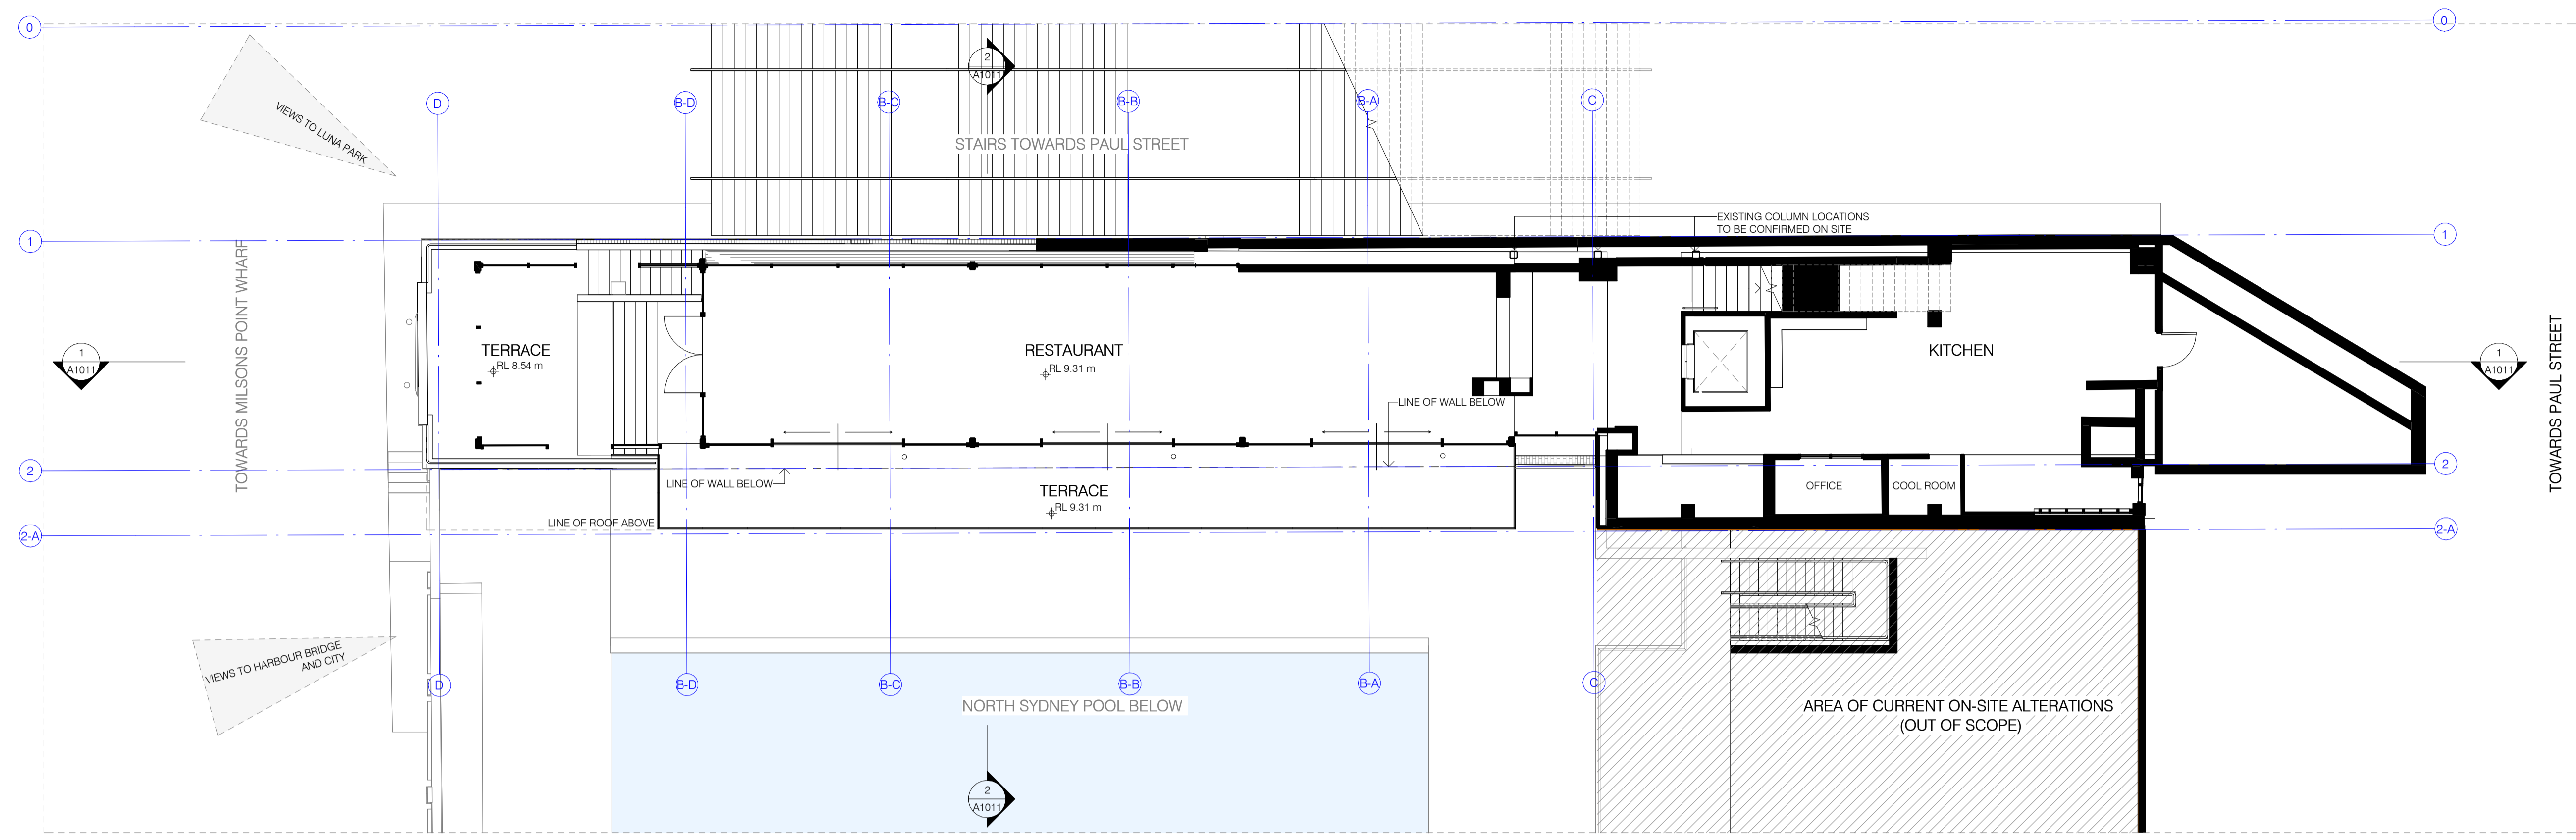 0
0
2
A1011
VIEWS TO LUNA PARK
D
B-D
B-C
B-B
B-A
C
STAIRS TOWARDS PAUL STREET
EXISTING COLUMN LOCATIONS
TO BE CONFIRMED ON SITE
1
1
TOWARDS MILSONS POINT WHARF
TOWARDS PAUL STREET
1
A1011
TERRACE
RL 8.54 m
RESTAURANT
RL 9.31 m
KITCHEN
1
A1011
LINE OF WALL BELOW
2
2
LINE OF WALL BELOW
TERRACE
RL 9.31 m
OFFICE
COOL ROOM
LINE OF ROOF ABOVE
2-A
2-A
VIEWS TO HARBOUR BRIDGE
AND CITY
D
B-D
B-C
B-B
B-A
C
NORTH SYDNEY POOL BELOW
AREA OF CURRENT ON-SITE ALTERATIONS
(OUT OF SCOPE)
2
A1011